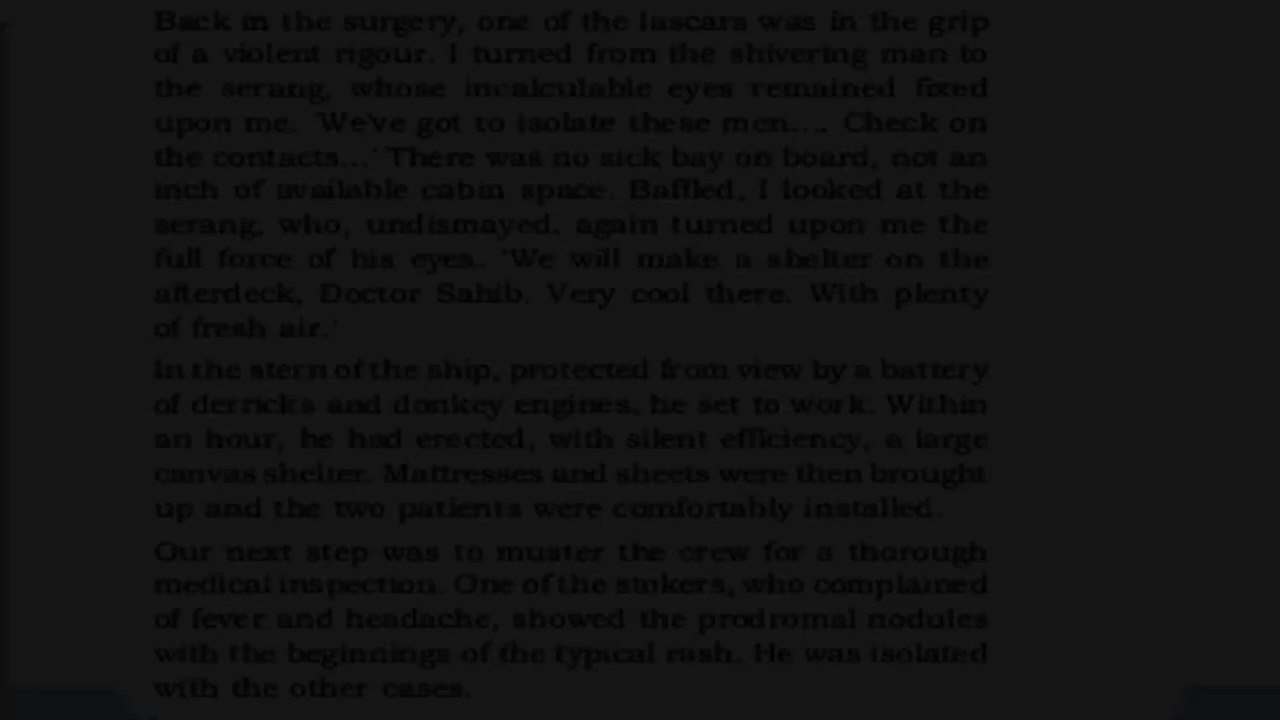 Back in the surgery, one of the lascars was in the grip
of a violent rigour. I turned from the shivering man to
the serang, whose incalculable eyes remained fixed
upon me. 'We've got to isolate these men.... Check on
the contacts...' There was no sick bay on board, not an
inch of available cabin space. Baffled, I looked at the
serang, who, undismayed, again turned upon me the
full force of his eyes. 'We will make a shelter on the
afterdeck, Doctor Sahib. Very cool there. With plenty
of fresh air.'
In the stern of the ship, protected from view by a battery
of derricks and donkey engines, he set to work. Within
an hour, he had erected, with silent efficiency, a large
canvas shelter. Mattresses and sheets were then brought
up and the two patients were comfortably installed.
Our next step was to muster the crew for a thorough
medical inspection. One of the stokers, who complained
of fever and headache, showed the prodromal nodules
with the beginnings of the typical rash. He was isolated
with the other cases.